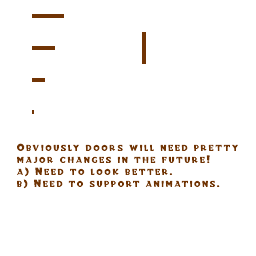 Obviously doors will need pretty
major changes in the future!
a) Need to look better.
b) Need to support animations.